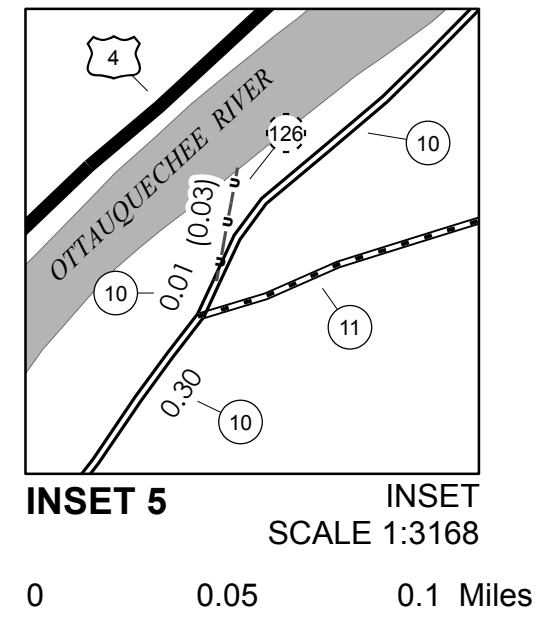 4
OTTAUQUECHEE RIVER
126
10
(0.03)
10
0.01
11
0.30
10
INSET 5
INSET
SCALE 1:3168
0 0.05 0.1 Miles